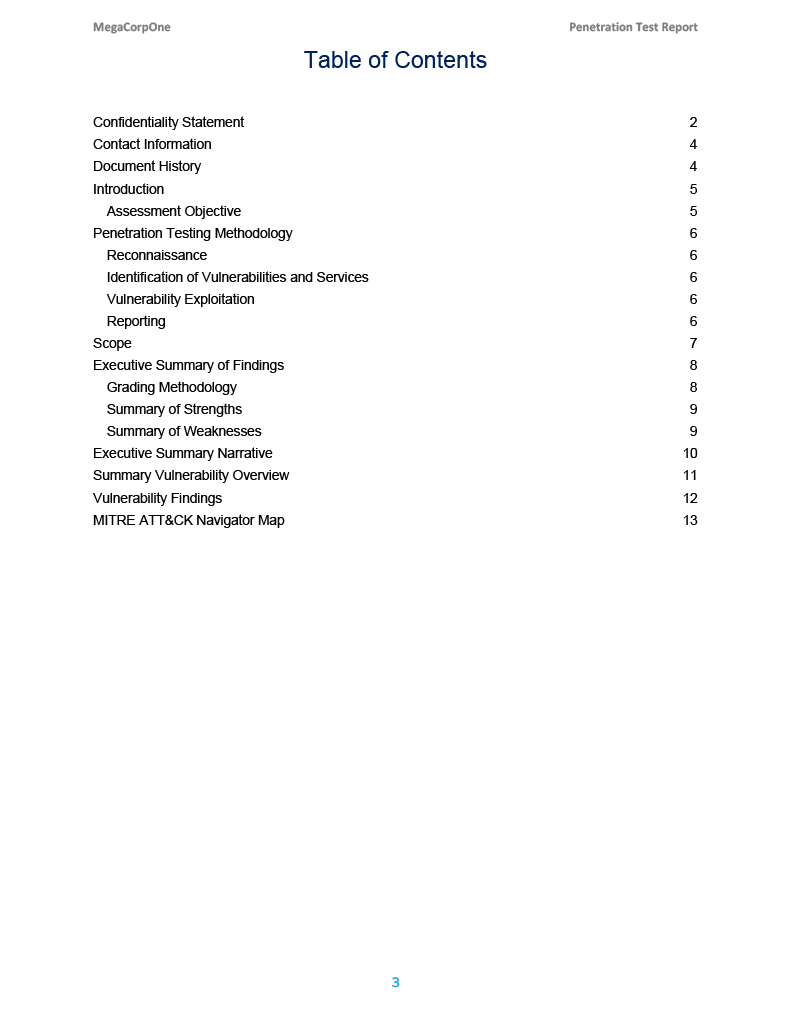 MegaCorpOne Penetration Test Report
Table of Contents
Confidentiality Statement 2
Contact Information 4
Document History 4
Introduction 5
Assessment Objective 5
Penetration Testing Methodology 6
Reconnaissance 6
Identification of Vulnerabilities and Services 6
Vulnerability Exploitation 6
Reporting 6
Scope 7
Executive Summary of Findings 8
Grading Methodology 8
Summary of Strengths 9
Summary of Weaknesses 9
Executive Summary Narrative 10
Summary Vulnerability Overview 11
Vulnerability Findings 12
MITRE ATT&CK Navigator Map 13
3